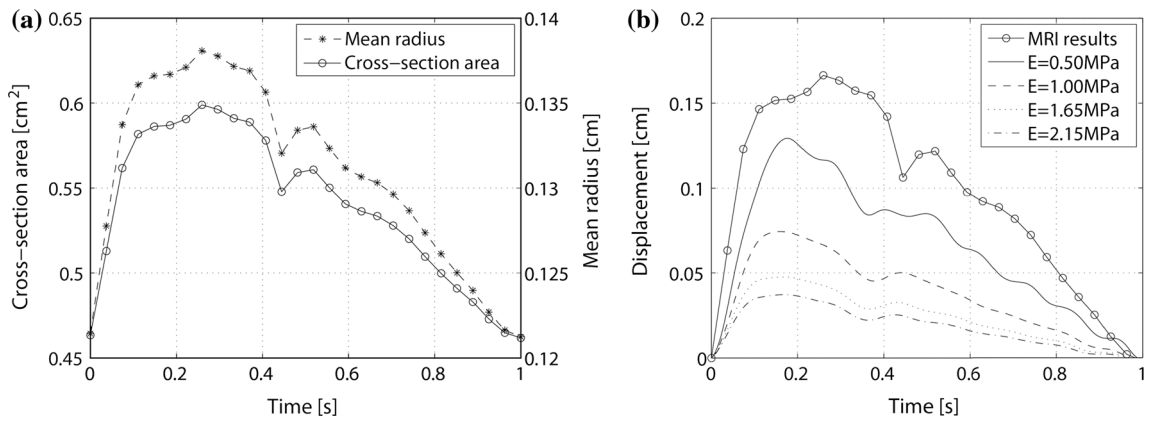 (a)
0.65
0.6
0.55
0.5
0.45
Cross−section area [cm²]
0.14
0.135
0.13
0.125
0.12
Mean radius [cm]
Mean radius
Cross−section area
0 0.2 0.4 0.6 0.8 1
Time [s]
(b)
0.2
0.15
0.1
0.05
0
Displacement [cm]
MRI results
E=0.50MPa
E=1.00MPa
E=1.65MPa
E=2.15MPa
0 0.2 0.4 0.6 0.8 1
Time [s]